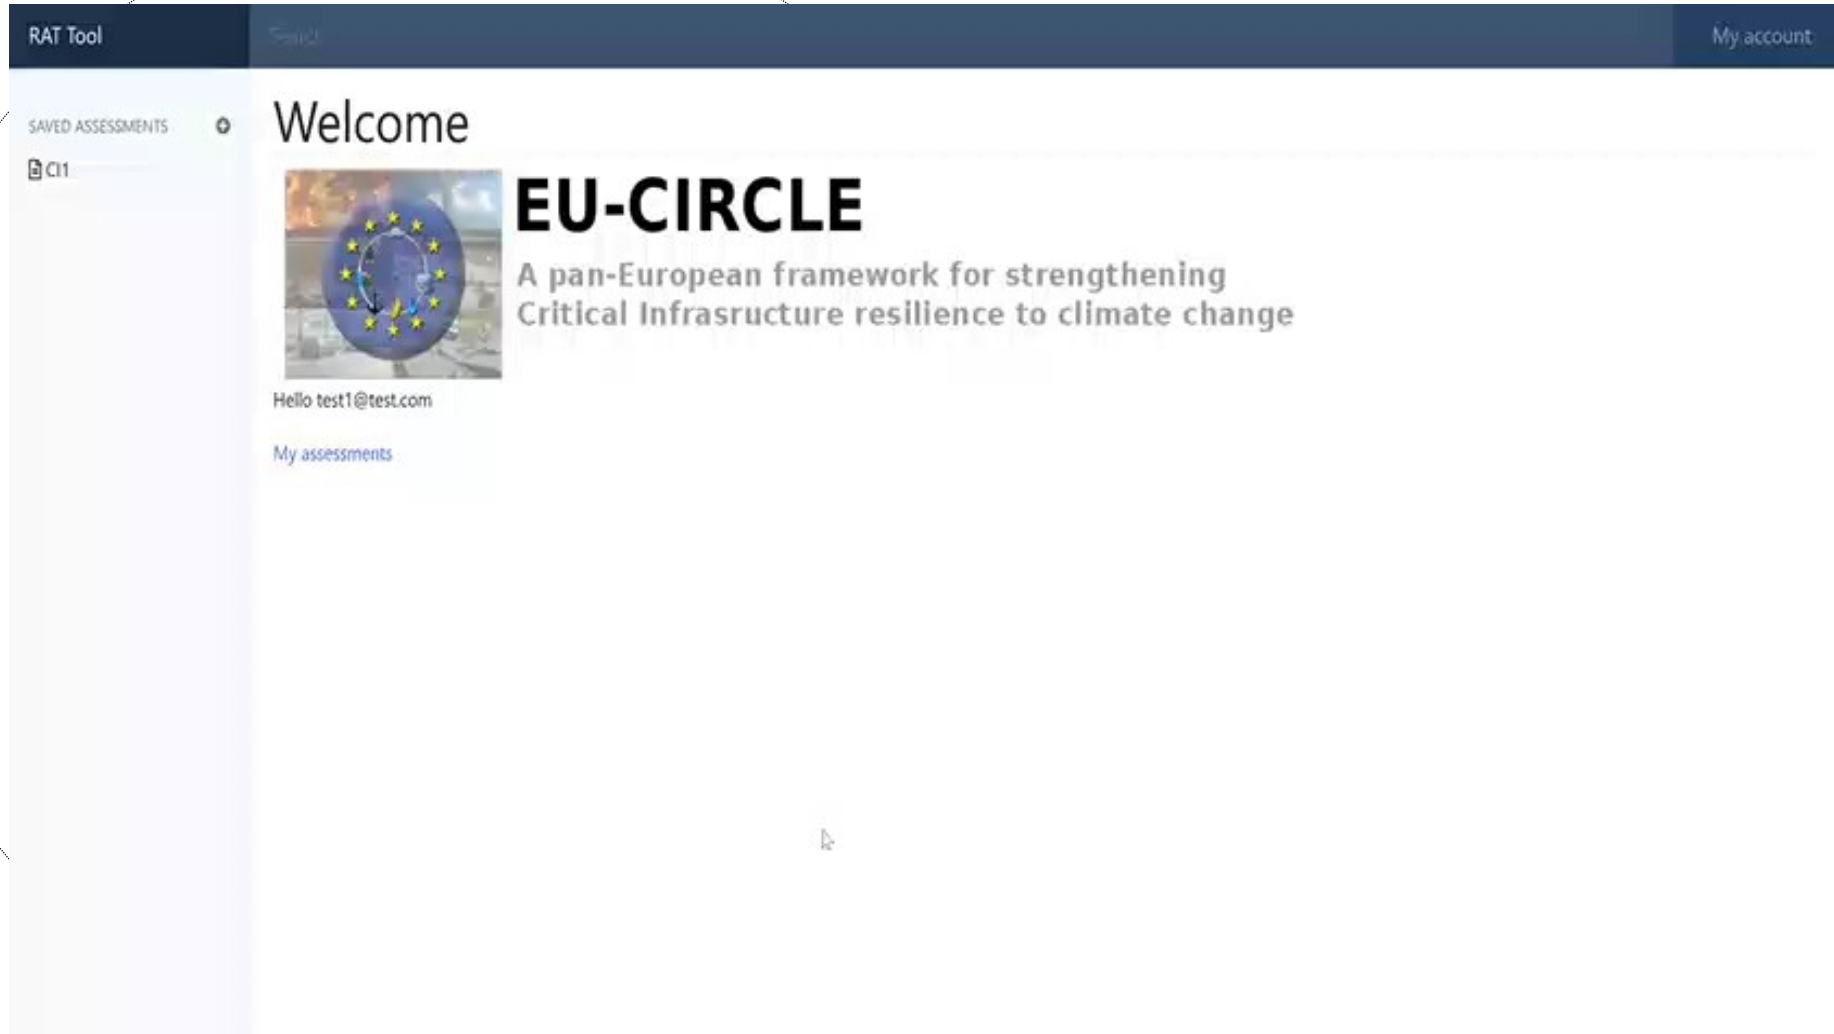 RAT Tool
Search
My account
SAVED ASSESSMENTS
CI1
Welcome
EU-CIRCLE
A pan-European framework for strengthening
Critical Infrasructure resilience to climate change
Hello test1@test.com
My assessments